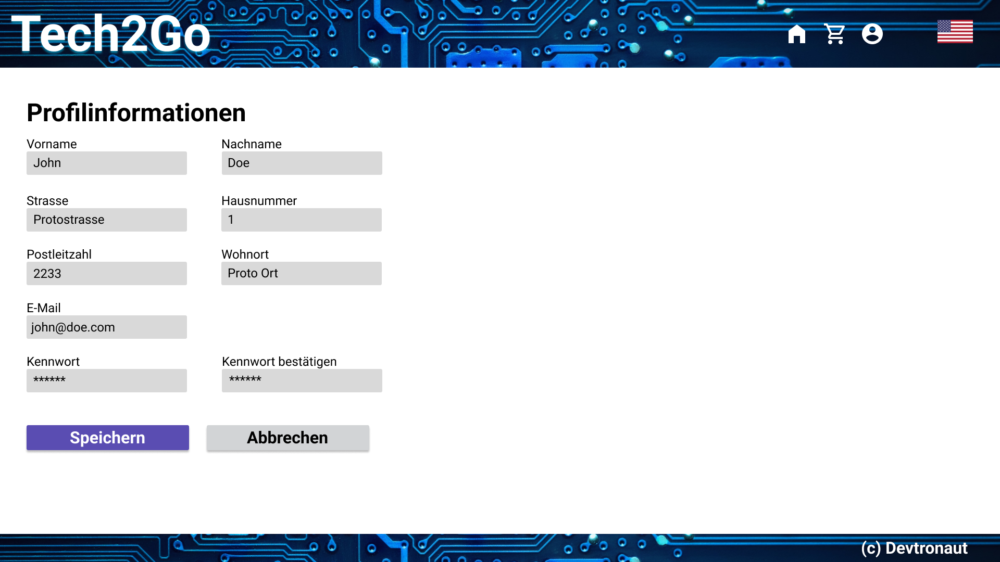 Tech2Go
Profilinformationen
Vorname Nachname
John Doe
Strasse Hausnummer
Protostrasse 1
Postleitzahl Wohnort
2233 Proto Ort
E-Mail
john@doe.com
Kennwort Kennwort bestätigen
****** ******
Speichern Abbrechen
(c) Devtronaut